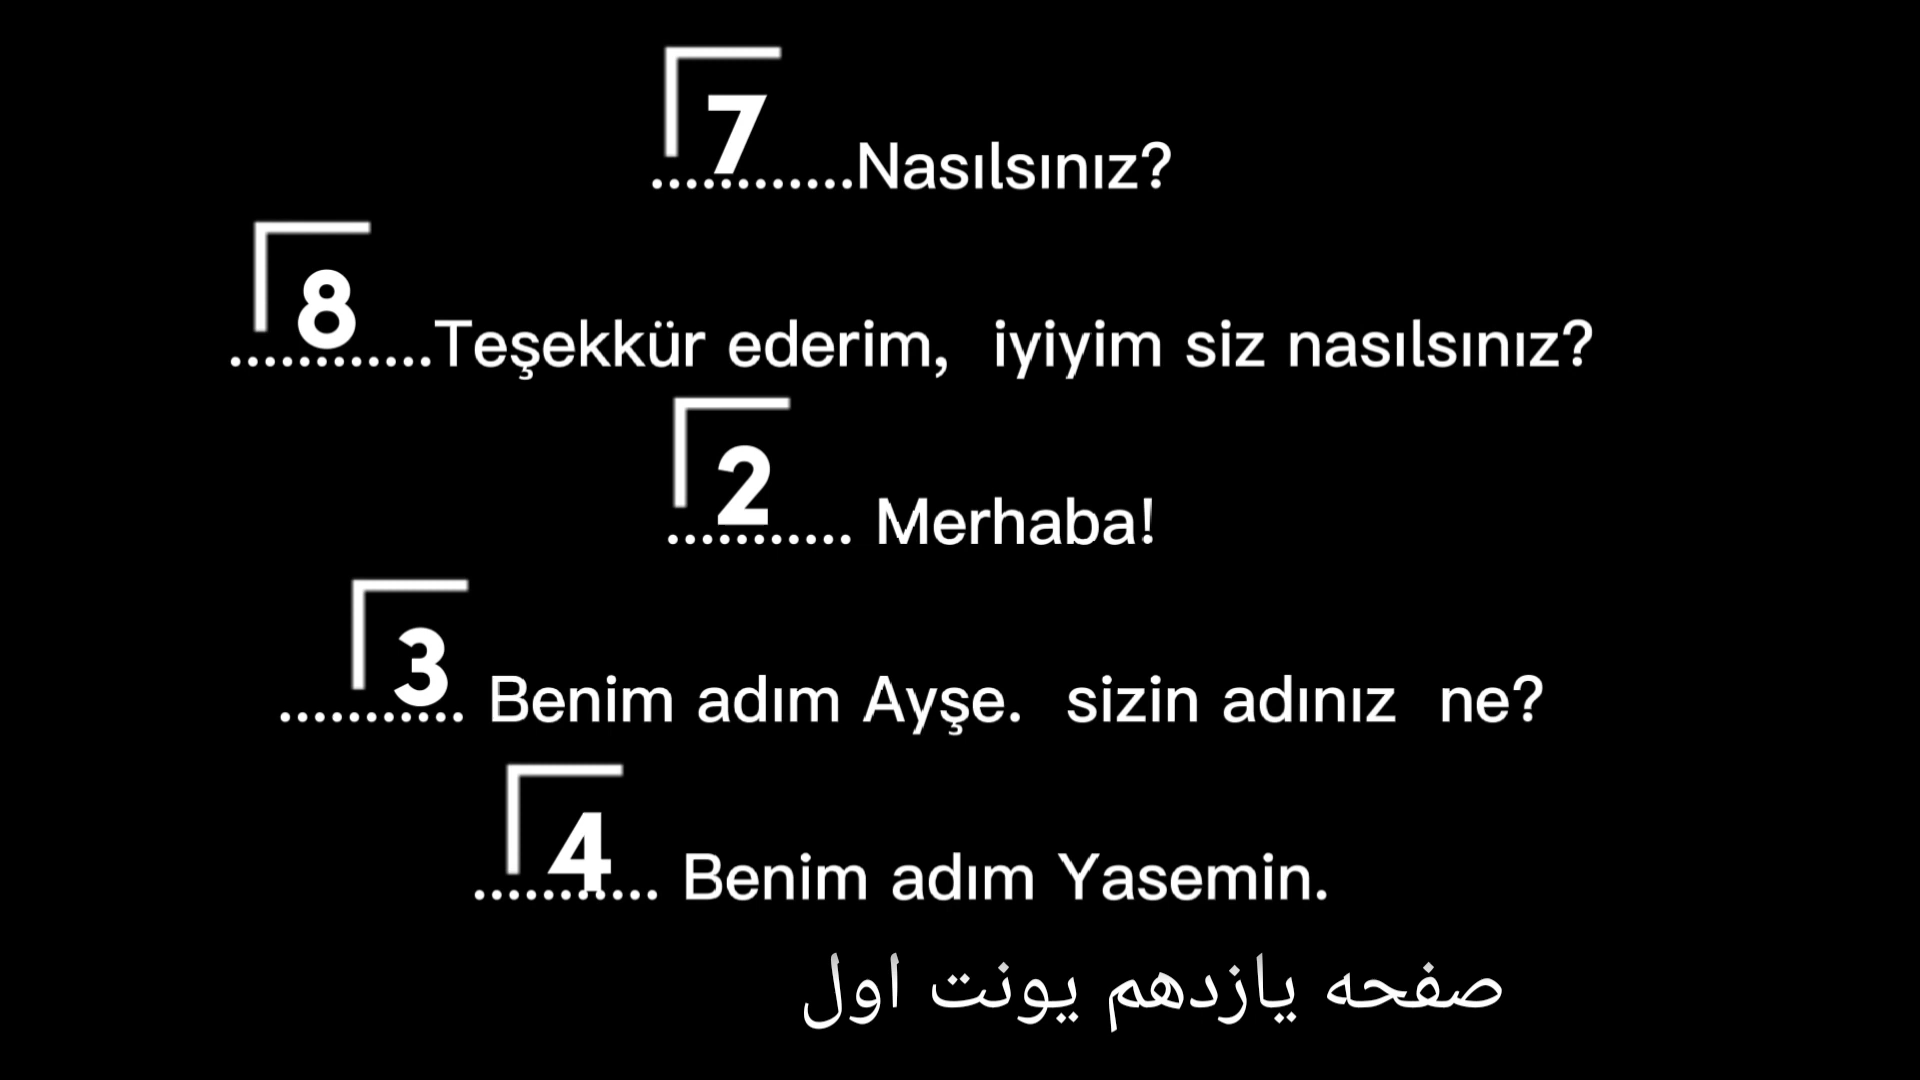 7............Nasılsınız?
8............Teşekkür ederim, iyiyim siz nasılsınız?
2........... Merhaba!
3........... Benim adım Ayşe. sizin adınız ne?
4........... Benim adım Yasemin.
صفحه یازدهم یونت اول